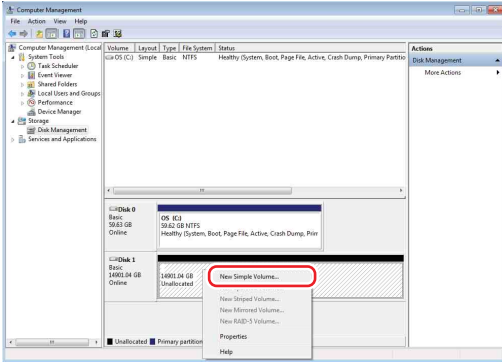 Computer Management
File Action View Help
Computer Management (Local
System Tools
Task Scheduler
Event Viewer
Shared Folders
Local Users and Groups
Performance
Device Manager
Storage
Disk Management
Services and Applications
Volume Layout Type File System Status
OS (C:) Simple Basic NTFS Healthy (System, Boot, Page File, Active, Crash Dump, Primary Partitio
Actions
Disk Management
More Actions
Disk 0
Basic
59.63 GB
Online
OS (C:)
59.62 GB NTFS
Healthy (System, Boot, Page File, Active, Crash Dump, Prim
Disk 1
Basic
14901.04 GB
Online
14901.04 GB
Unallocated
New Simple Volume...
New Striped Volume...
New Mirrored Volume...
New RAID-5 Volume...
Properties
Help
Unallocated Primary partition